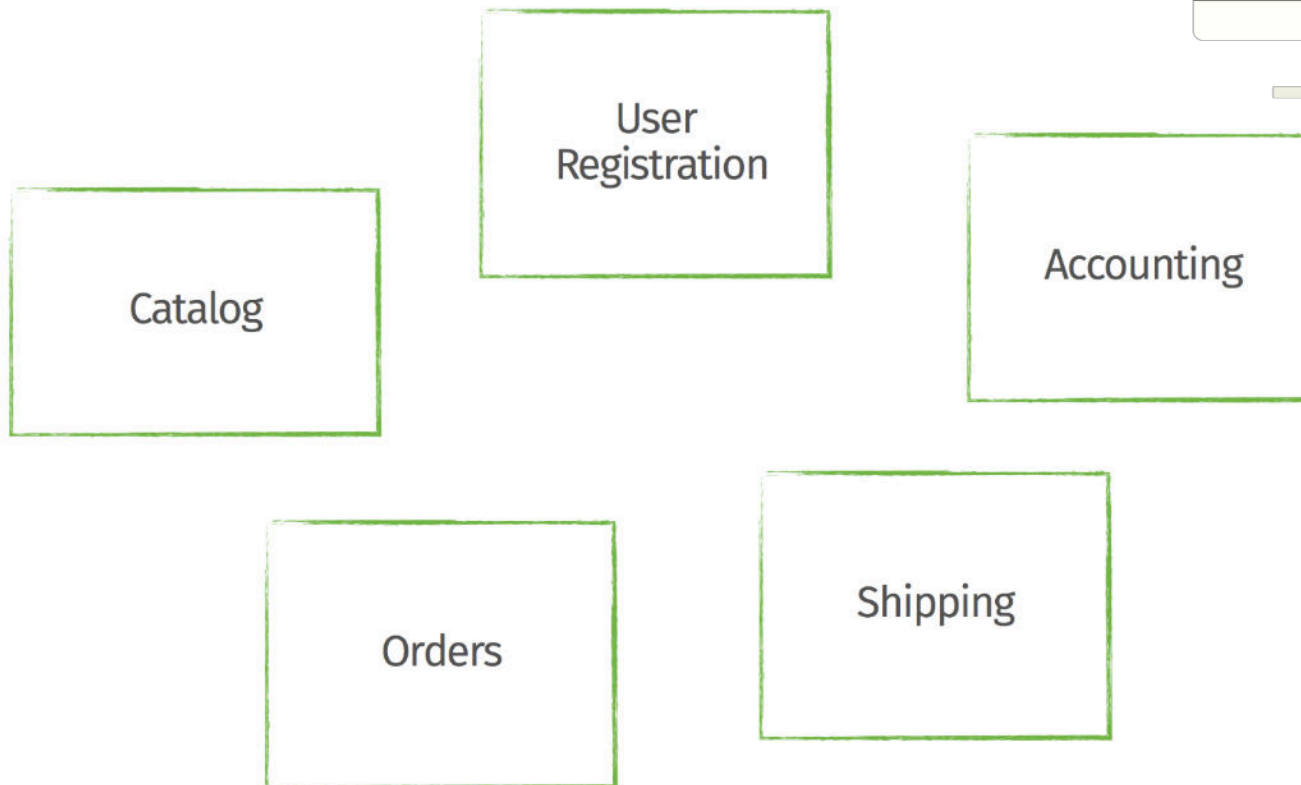 User
Registration
Catalog
Accounting
Orders
Shipping